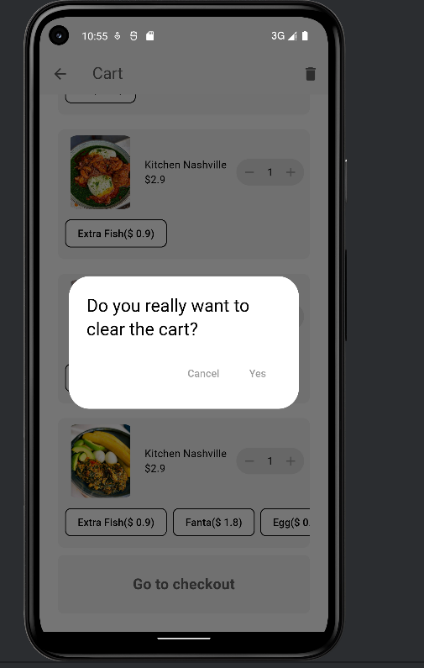 10:55
3G
Cart
Kitchen Nashville
$2.9
1
Extra Fish($ 0.9)
Do you really want to
clear the cart?
Cancel
Yes
Kitchen Nashville
$2.9
1
Extra Fish($ 0.9)
Fanta($ 1.8)
Egg($ 0.
Go to checkout